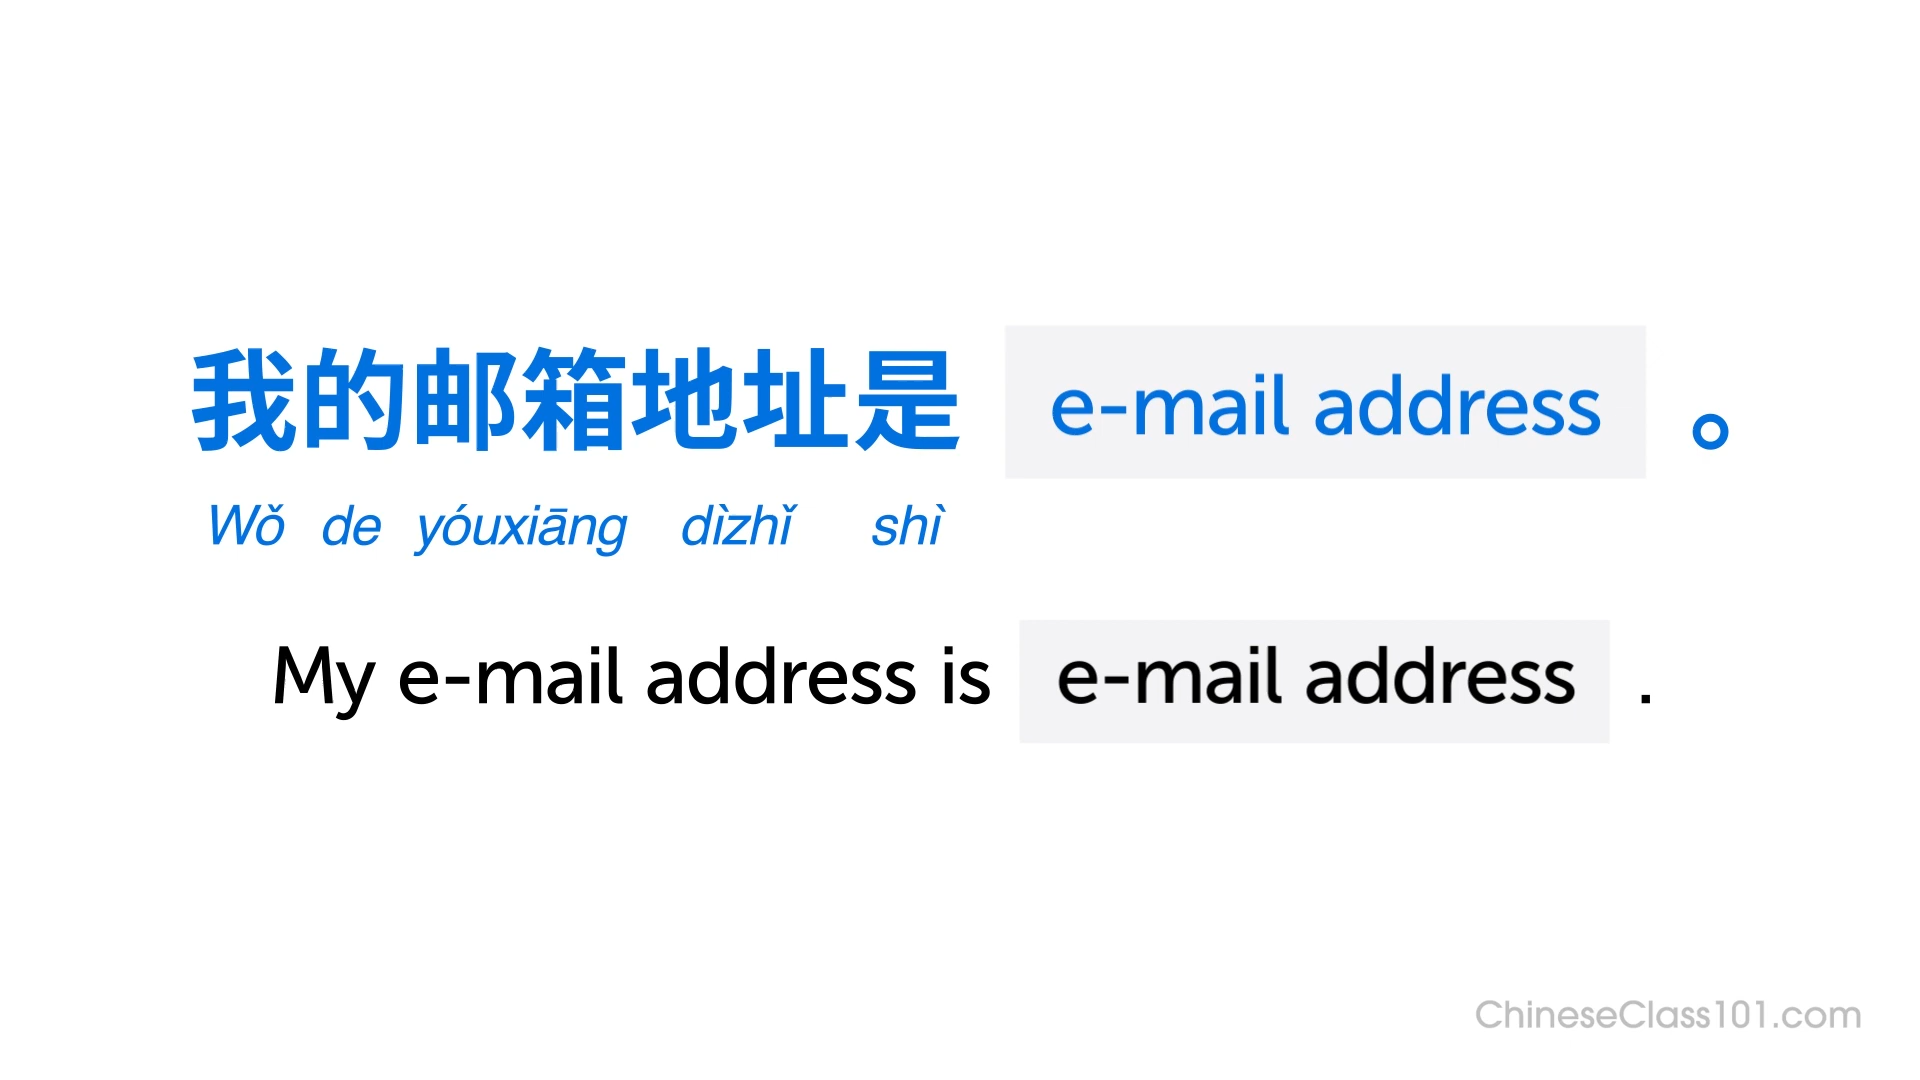 我的邮箱地址是 e-mail address 。
Wǒ de yóuxiāng dìzhǐ shì
My e-mail address is e-mail address .
ChineseClass101.com